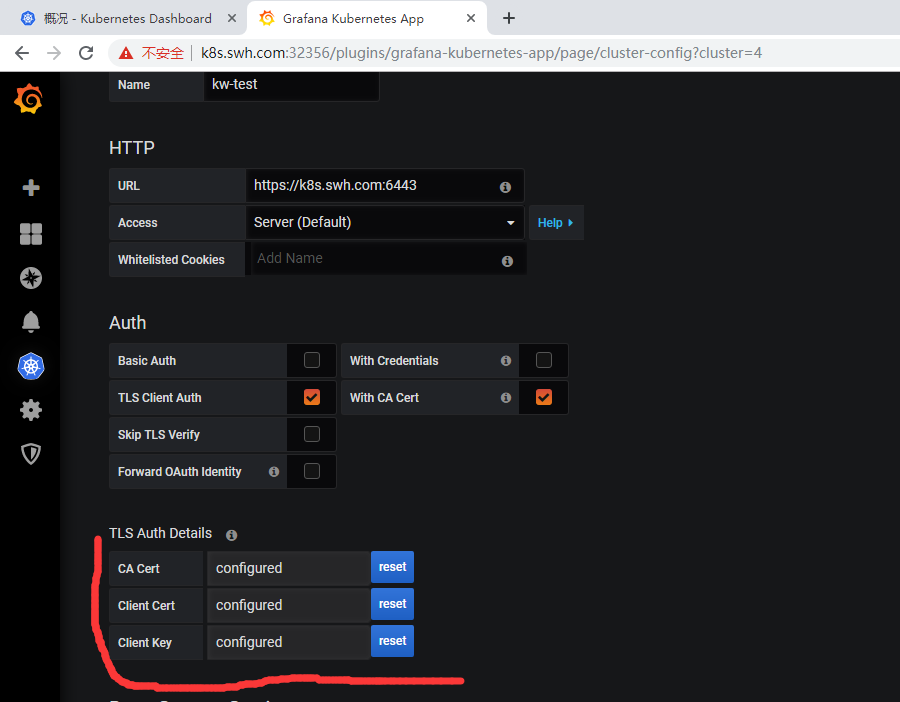 概况 - Kubernetes Dashboard
Grafana Kubernetes App
不安全 k8s.swh.com:32356/plugins/grafana-kubernetes-app/page/cluster-config?cluster=4
Name kw-test
HTTP
URL https://k8s.swh.com:6443
Access Server (Default) Help
Whitelisted Cookies Add Name
Auth
Basic Auth With Credentials
TLS Client Auth With CA Cert
Skip TLS Verify
Forward OAuth Identity
TLS Auth Details
CA Cert configured reset
Client Cert configured reset
Client Key configured reset